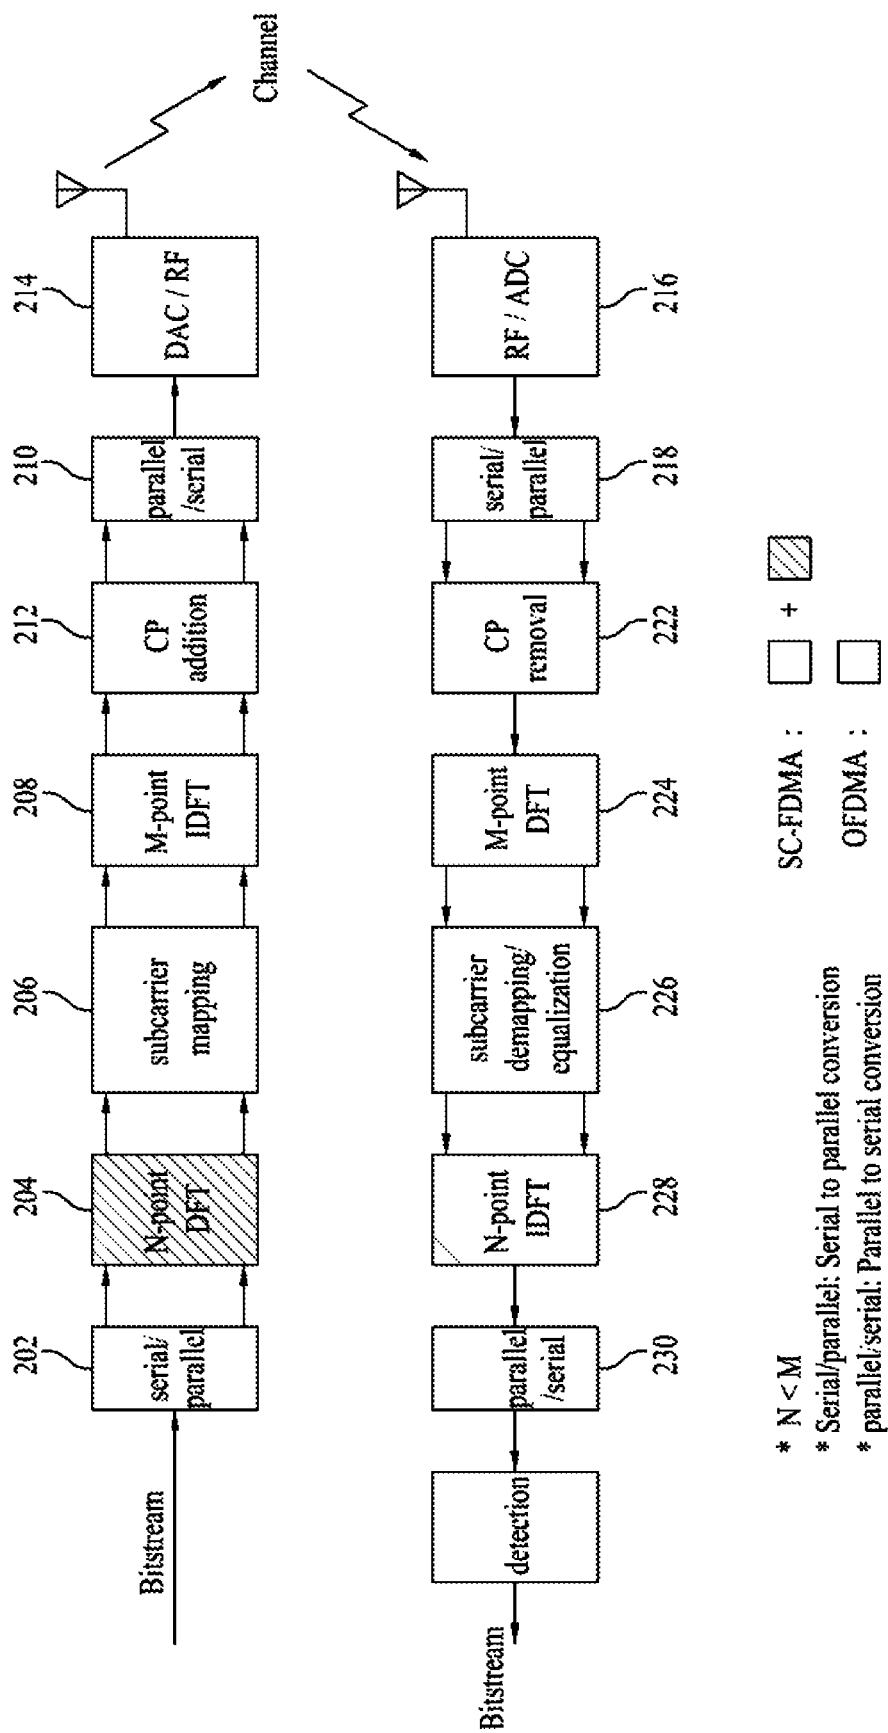 202
204
206
208
212
210
214
Bitstream
serial/
parallel
N-point
DFT
subcarrier
mapping
M-point
IDFT
CP
addition
parallel
/serial
DAC / RF
Channel
Bitstream
detection
parallel
/serial
N-point
IDFT
subcarrier
demapping/
equalization
M-point
DFT
CP
removal
serial/
parallel
RF / ADC
230
228
226
224
222
218
216
* N < M
* Serial/parallel: Serial to parallel conversion
* parallel/serial: Parallel to serial conversion
SC-FDMA : +
OFDMA :